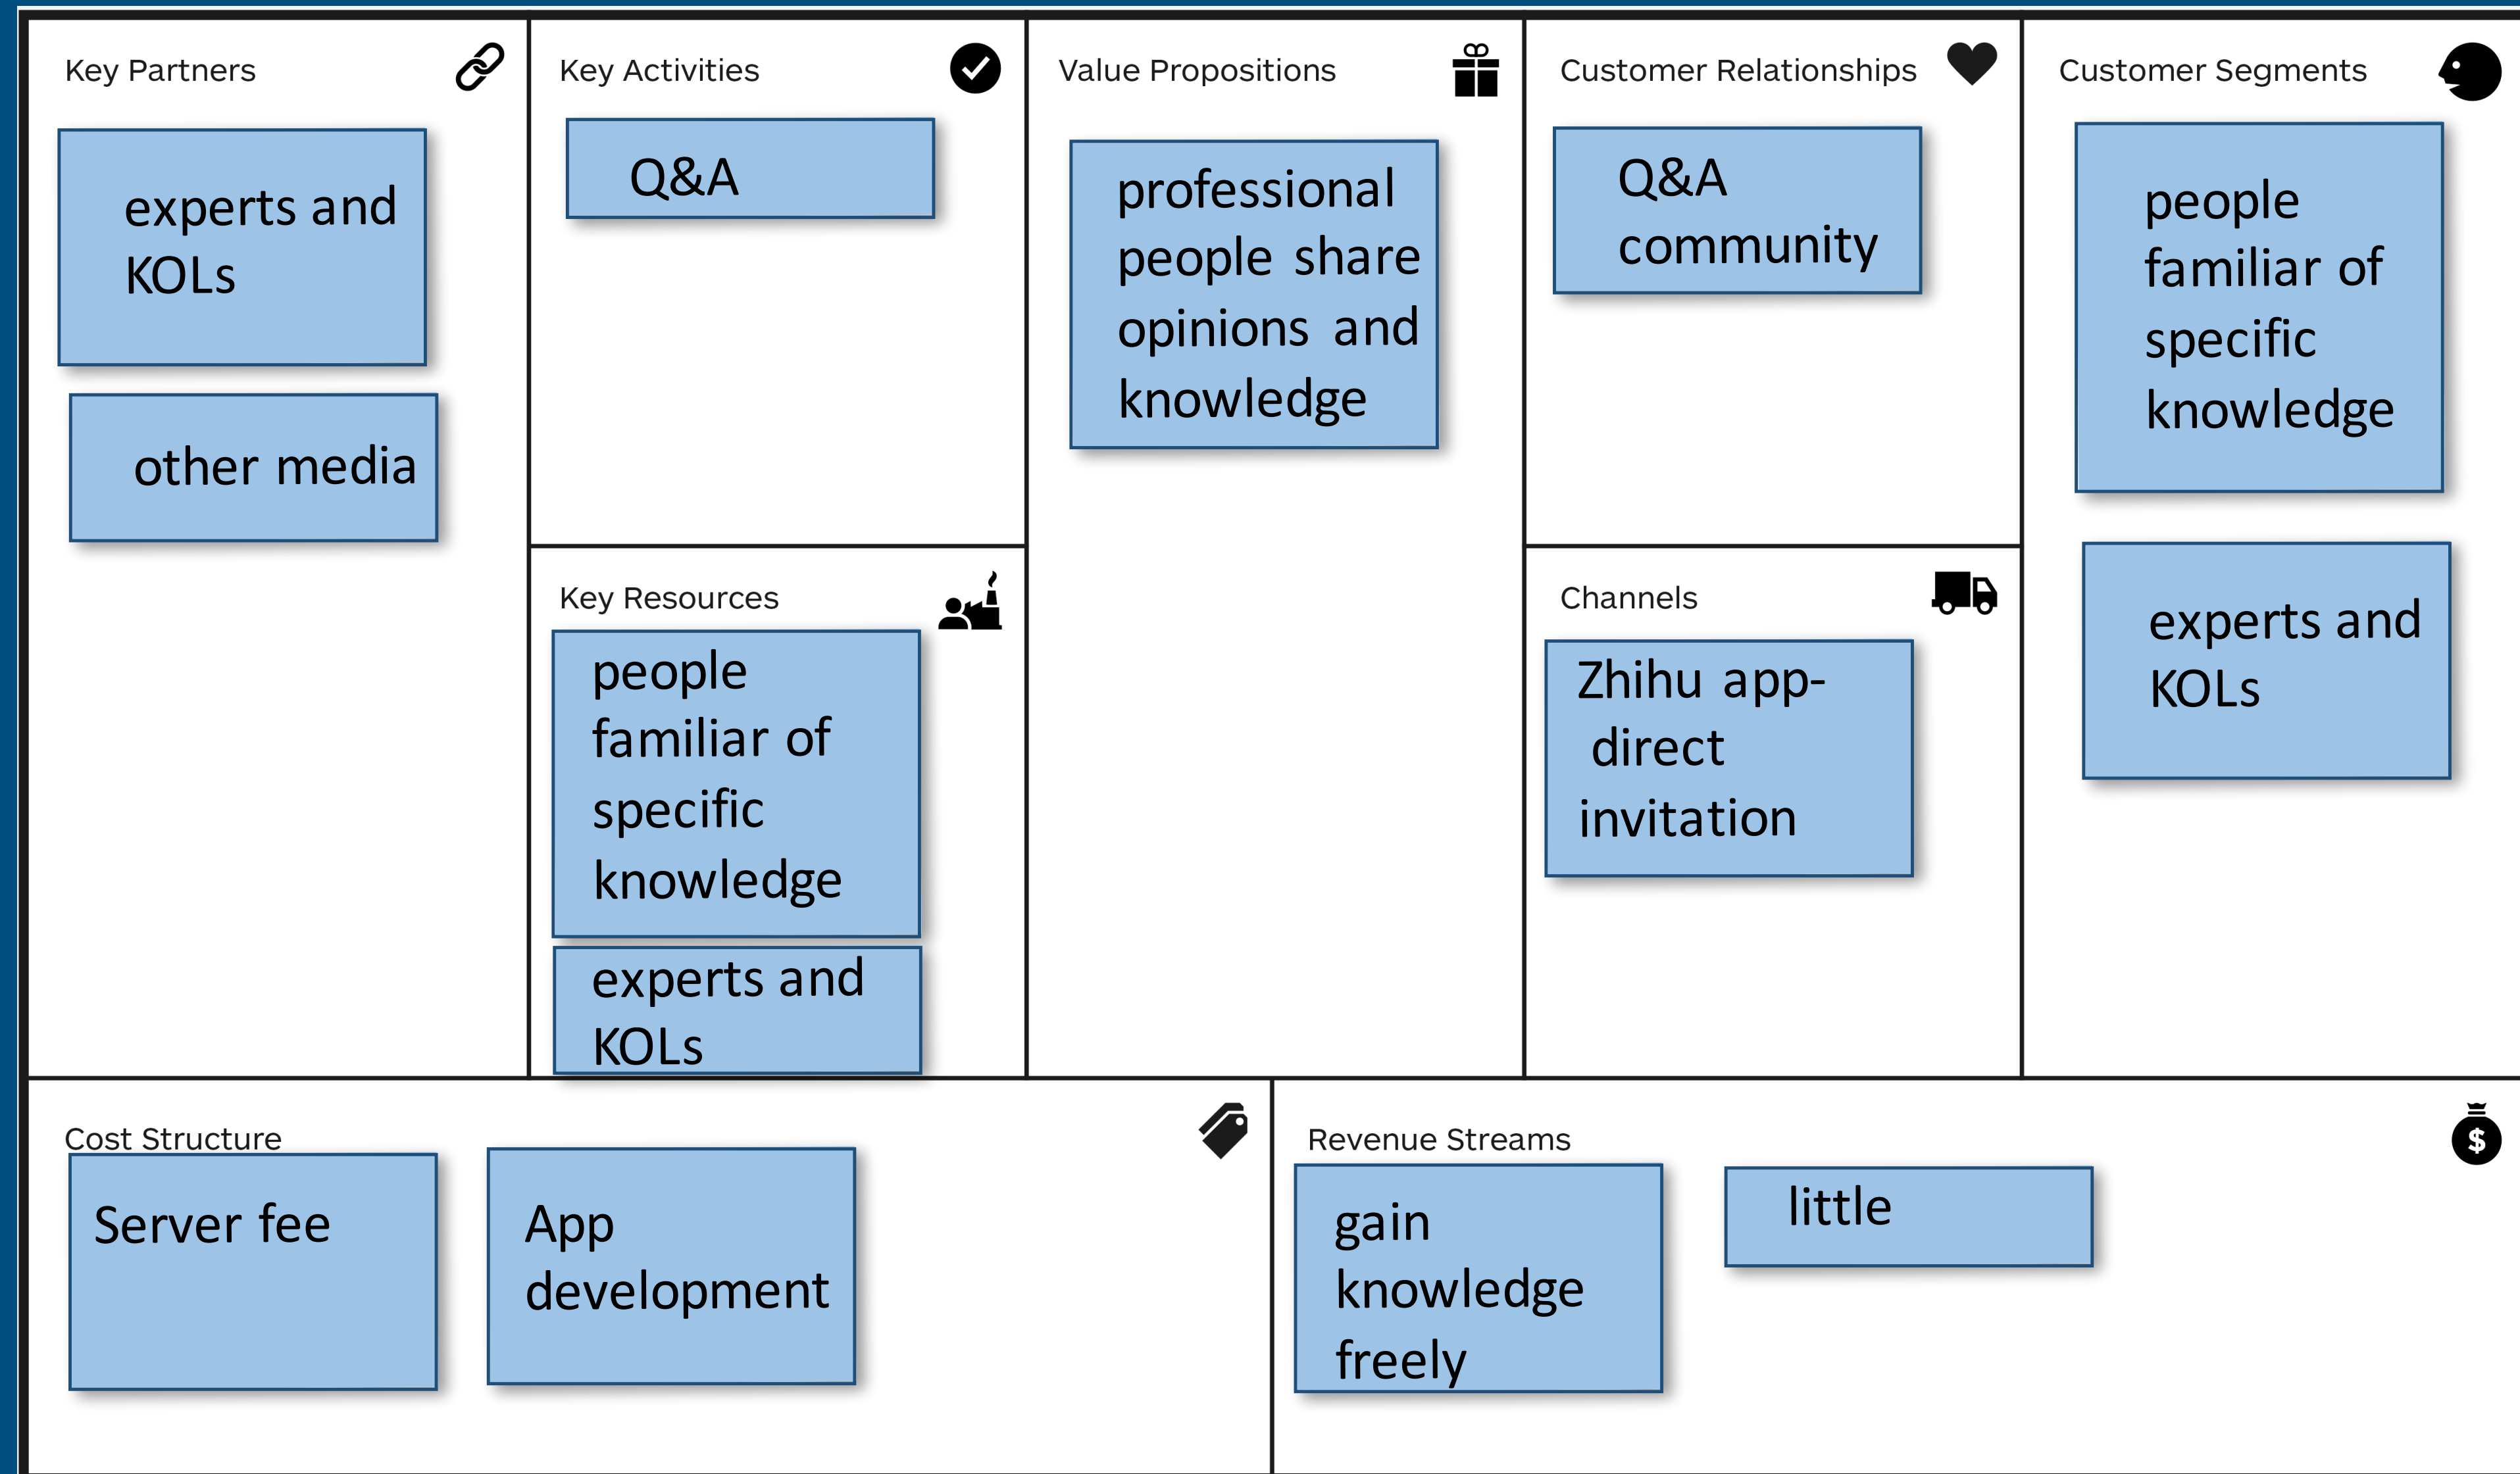 Key Partners
experts and
KOLs
other media
Key Activities
Q&A
Key Resources
people
familiar of
specific
knowledge
experts and
KOLs
Value Propositions
professional
people share
opinions and
knowledge
Customer Relationships
Q&A
community
Channels
Zhihu app-
direct
invitation
Customer Segments
people
familiar of
specific
knowledge
experts and
KOLs
Cost Structure
Server fee
App
development
Revenue Streams
$
gain
knowledge
freely
little